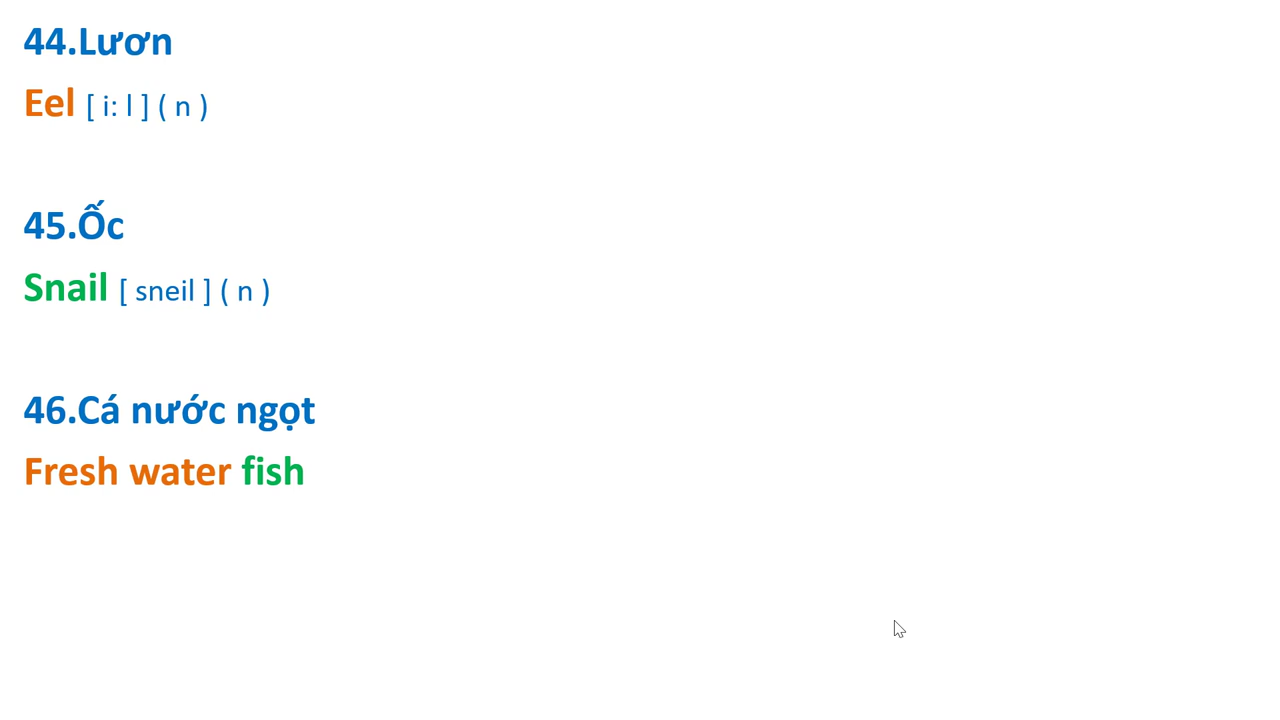 44.Lươn
Eel [ i: l ] ( n )
45.Ốc
Snail [ sneil ] ( n )
46.Cá nước ngọt
Fresh water fish